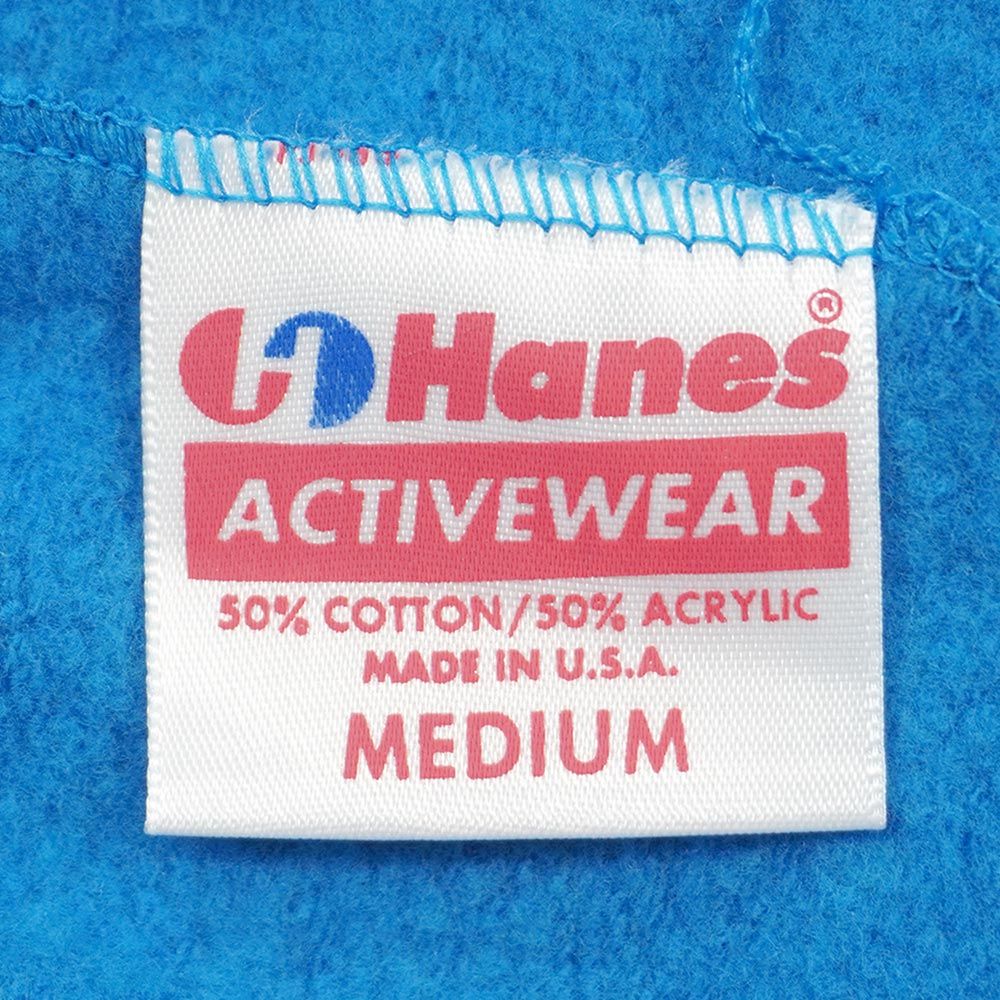 Hanes®
ACTIVEWEAR
50% COTTON/50% ACRYLIC
MADE IN U.S.A.
MEDIUM